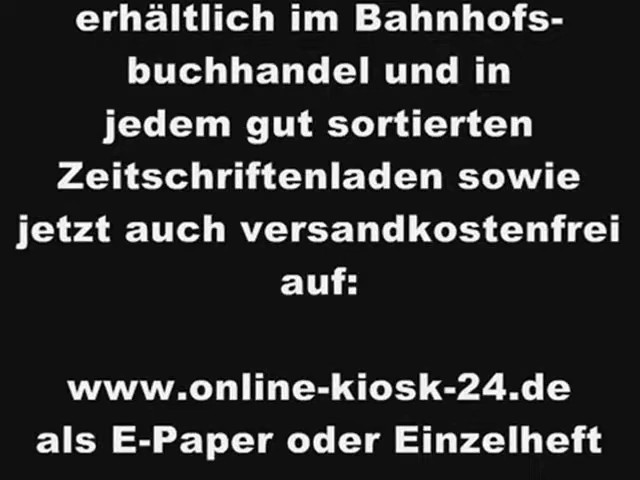 erhältlich im Bahnhofs-
buchhandel und in
jedem gut sortierten
Zeitschriftenladen sowie
jetzt auch versandkostenfrei
auf:
www.online-kiosk-24.de
als E-Paper oder Einzelheft